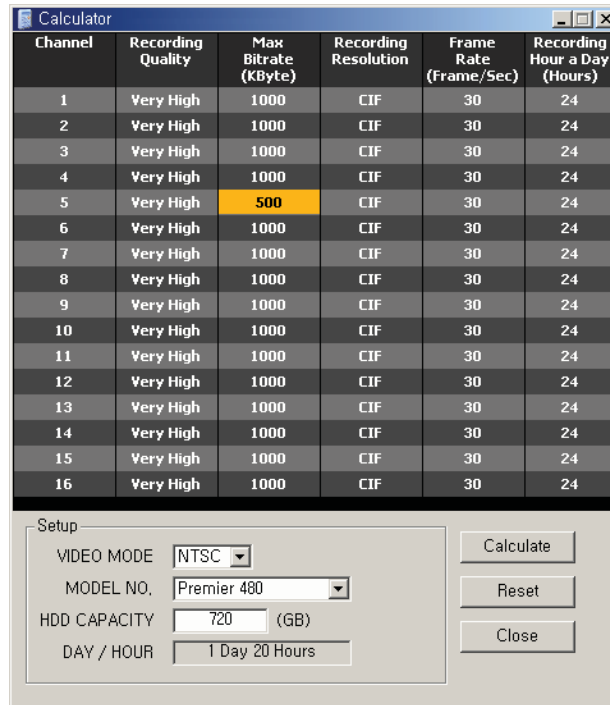 Calculator
Channel Recording Quality Max Bitrate (KByte) Recording Resolution Frame Rate (Frame/Sec) Recording Hour a Day (Hours)
1 Very High 1000 CIF 30 24
2 Very High 1000 CIF 30 24
3 Very High 1000 CIF 30 24
4 Very High 1000 CIF 30 24
5 Very High 500 CIF 30 24
6 Very High 1000 CIF 30 24
7 Very High 1000 CIF 30 24
8 Very High 1000 CIF 30 24
9 Very High 1000 CIF 30 24
10 Very High 1000 CIF 30 24
11 Very High 1000 CIF 30 24
12 Very High 1000 CIF 30 24
13 Very High 1000 CIF 30 24
14 Very High 1000 CIF 30 24
15 Very High 1000 CIF 30 24
16 Very High 1000 CIF 30 24
Setup
VIDEO MODE NTSC
MODEL NO, Premier 480
HDD CAPACITY 720 (GB)
DAY / HOUR 1 Day 20 Hours
Calculate
Reset
Close